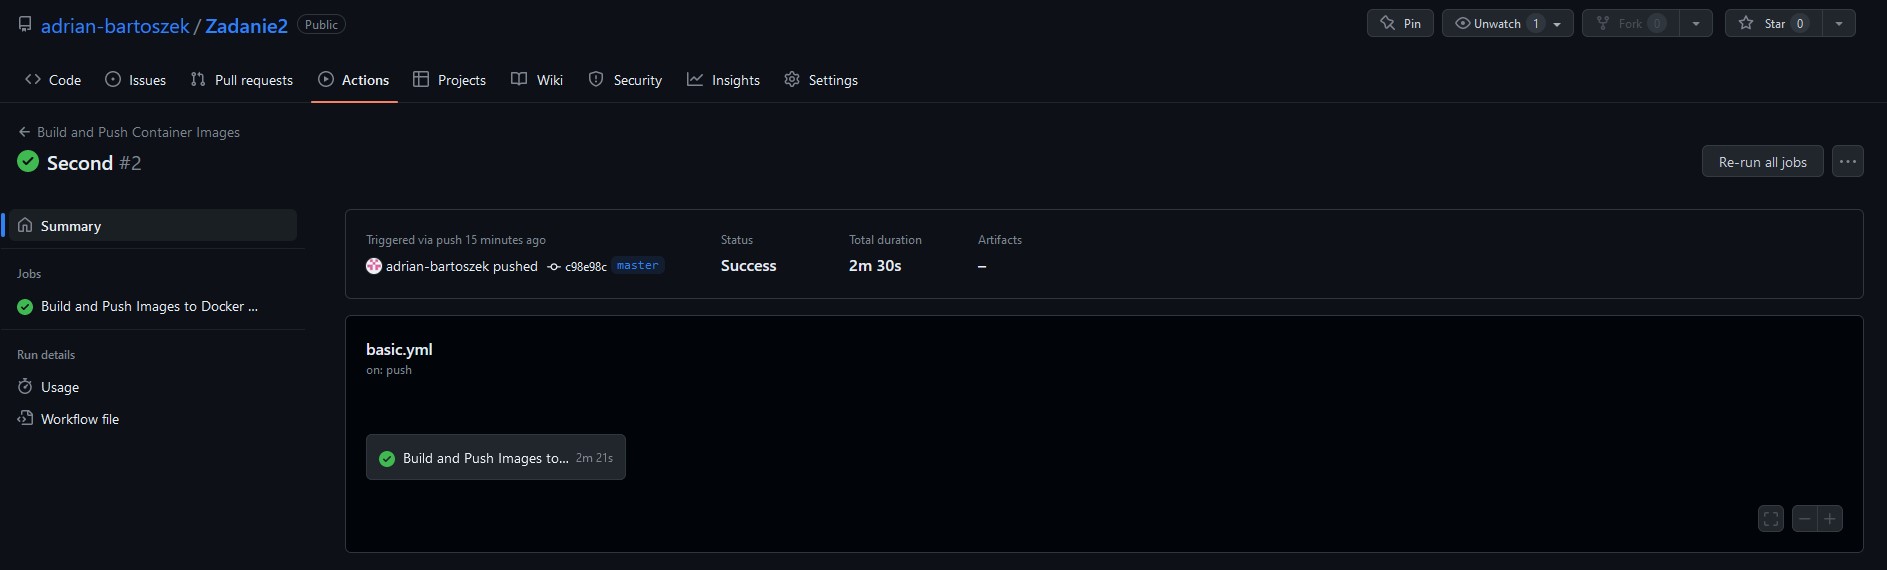 adrian-bartoszek / Zadanie2 Public
Pin
Unwatch 1
Fork 0
Star 0
Code
Issues
Pull requests
Actions
Projects
Wiki
Security
Insights
Settings
Build and Push Container Images
Second #2
Re-run all jobs
Summary
Jobs
Build and Push Images to Docker ...
Run details
Usage
Workflow file
Triggered via push 15 minutes ago
adrian-bartoszek pushed c98e98c master
Status
Success
Total duration
2m 30s
Artifacts
–
basic.yml
on: push
Build and Push Images to... 2m 21s